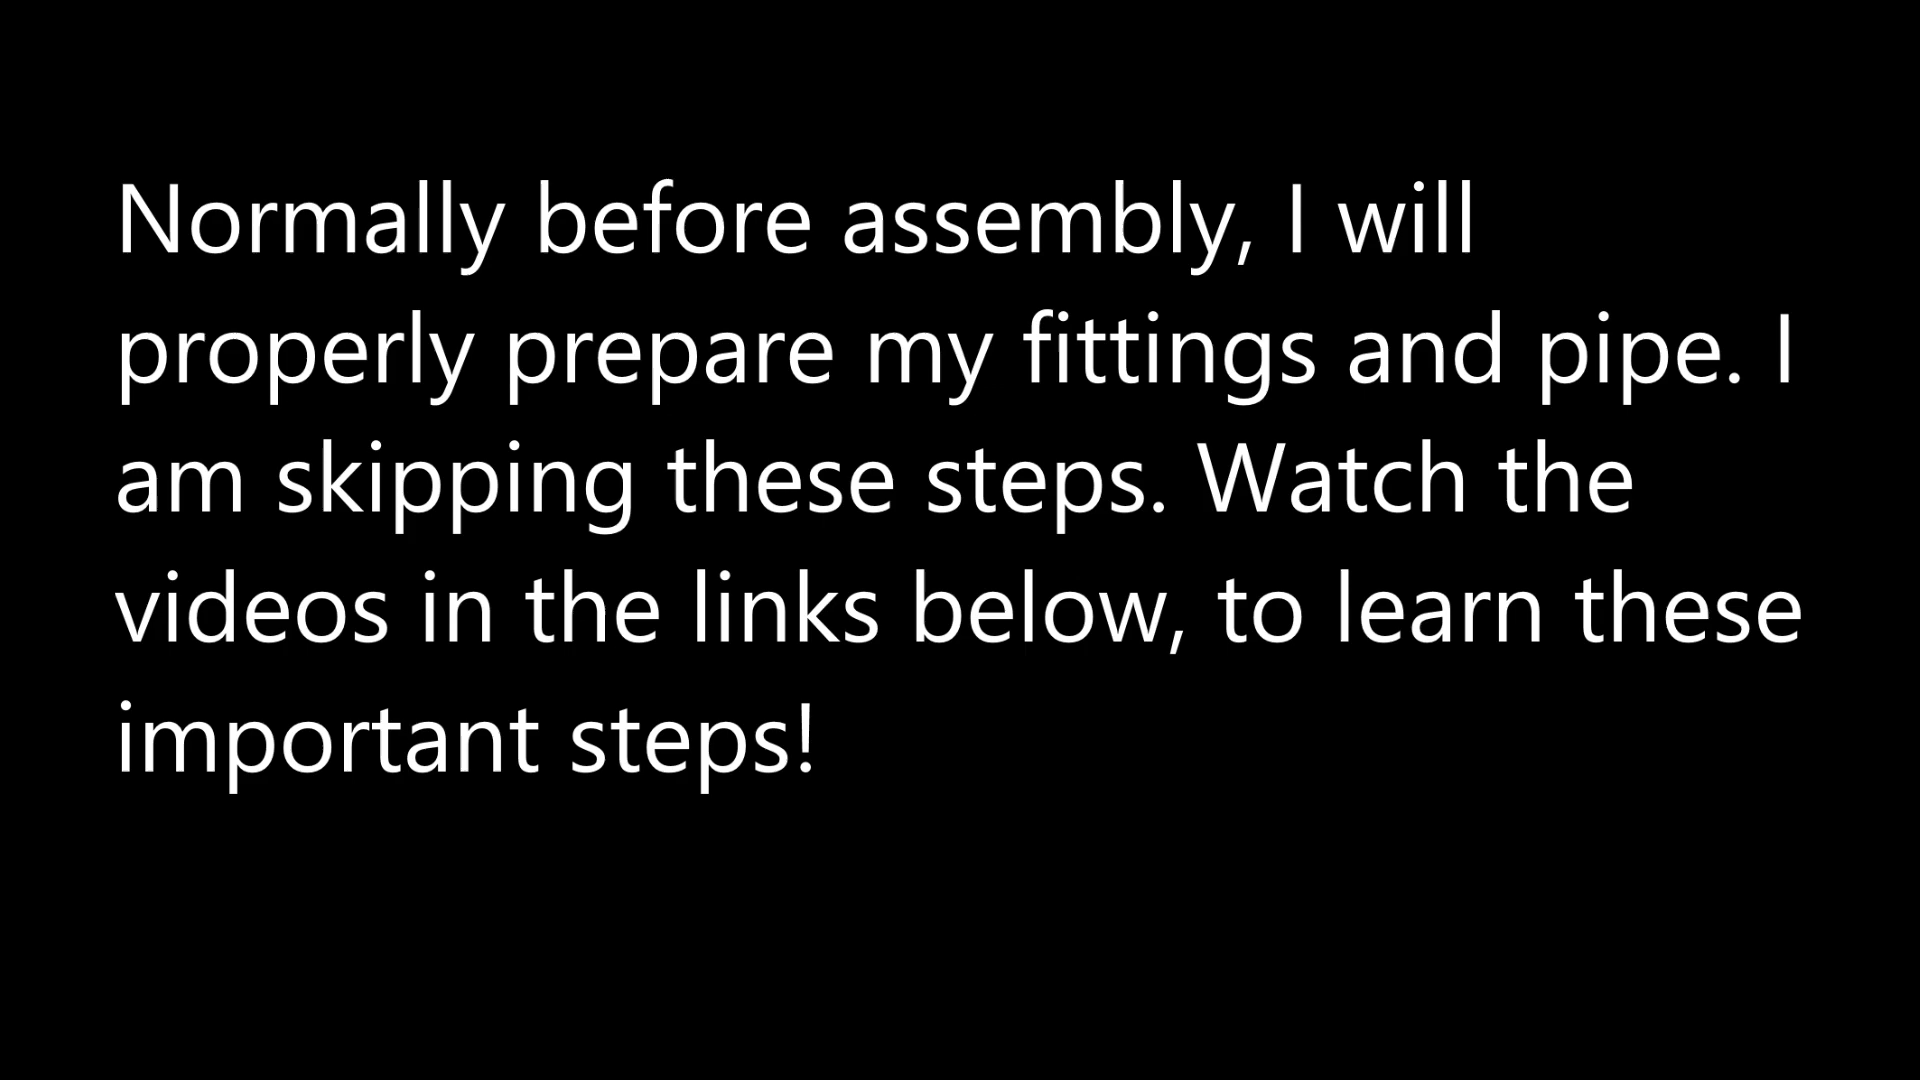 Normally before assembly, I will
properly prepare my fittings and pipe. I
am skipping these steps. Watch the
videos in the links below, to learn these
important steps!